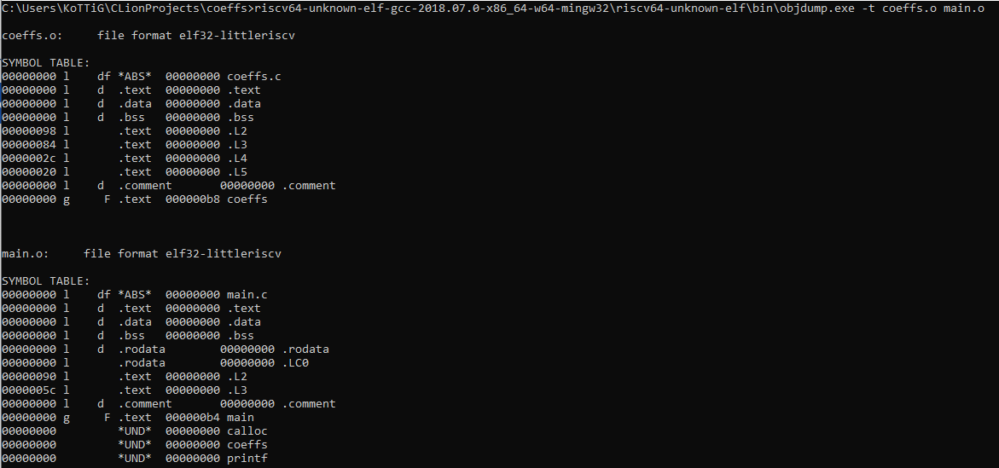 C:\Users\KoTTiG\CLionProjects\coeffs>riscv64-unknown-elf-gcc-2018.07.0-x86_64-w64-mingw32\riscv64-unknown-elf\bin\objdump.exe -t coeffs.o main.o
coeffs.o:     file format elf32-littleriscv
SYMBOL TABLE:
00000000 l    df *ABS*  00000000 coeffs.c
00000000 l    d  .text  00000000 .text
00000000 l    d  .data  00000000 .data
00000000 l    d  .bss   00000000 .bss
00000098 l       .text  00000000 .L2
00000084 l       .text  00000000 .L3
0000002c l       .text  00000000 .L4
00000020 l       .text  00000000 .L5
00000000 l    d  .comment       00000000 .comment
00000000 g     F .text  000000b8 coeffs
main.o:     file format elf32-littleriscv
SYMBOL TABLE:
00000000 l    df *ABS*  00000000 main.c
00000000 l    d  .text  00000000 .text
00000000 l    d  .data  00000000 .data
00000000 l    d  .bss   00000000 .bss
00000000 l    d  .rodata        00000000 .rodata
00000000 l       .rodata        00000000 .LC0
00000090 l       .text  00000000 .L2
0000005c l       .text  00000000 .L3
00000000 l    d  .comment       00000000 .comment
00000000 g     F .text  000000b4 main
00000000         *UND*  00000000 calloc
00000000         *UND*  00000000 coeffs
00000000         *UND*  00000000 printf